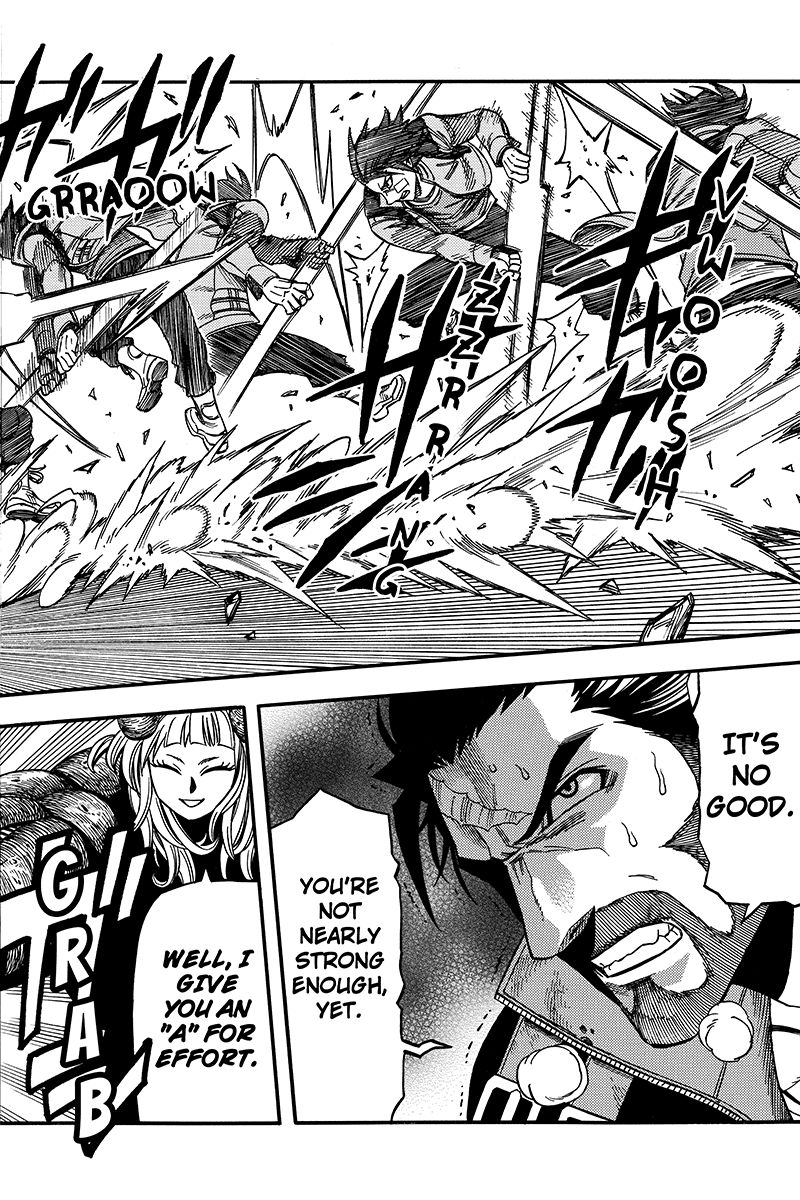 VWOOSH
ZZRRANG
GRRAOOW
IT'S
NO
GOOD.
YOU'RE
NOT
NEARLY
STRONG
ENOUGH,
YET.
WELL, I
GIVE
YOU AN
"A" FOR
EFFORT.
GRAB